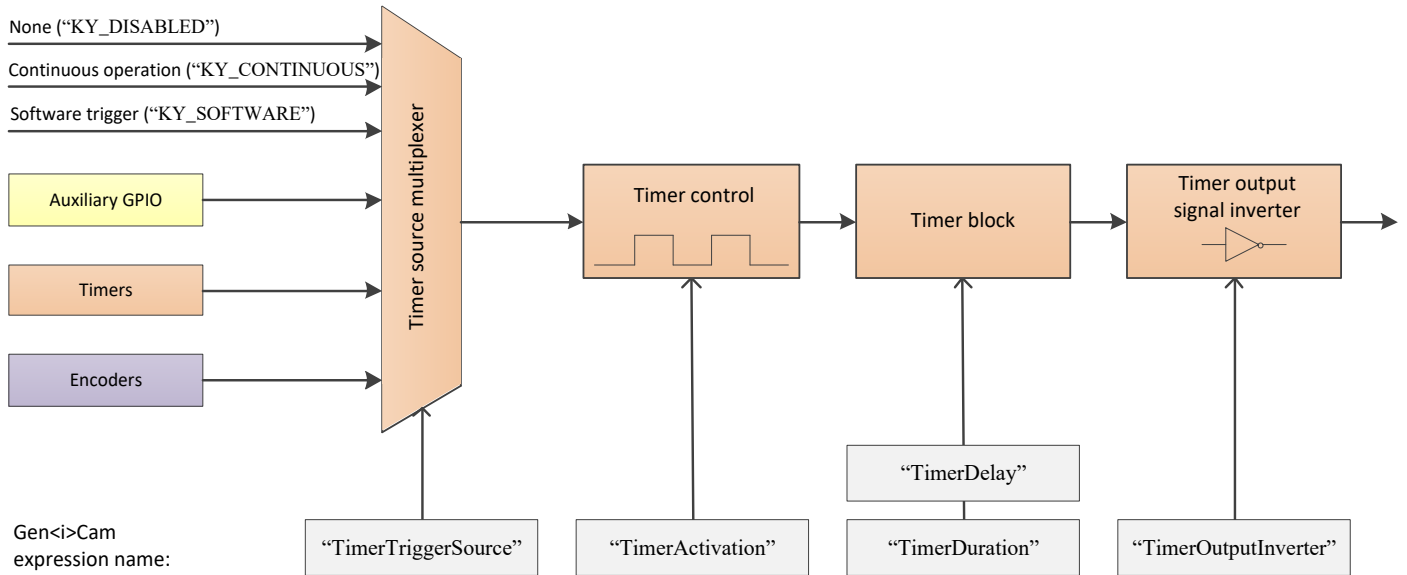 None (“KY_DISABLED”)
Continuous operation (“KY_CONTINUOUS”)
Software trigger (“KY_SOFTWARE”)
Auxiliary GPIO
Timers
Encoders
Timer source multiplexer
Timer control
Timer block
Timer output
signal inverter
“TimerDelay”
Gen<i>Cam
expression name:
“TimerTriggerSource”
“TimerActivation”
“TimerDuration”
“TimerOutputInverter”